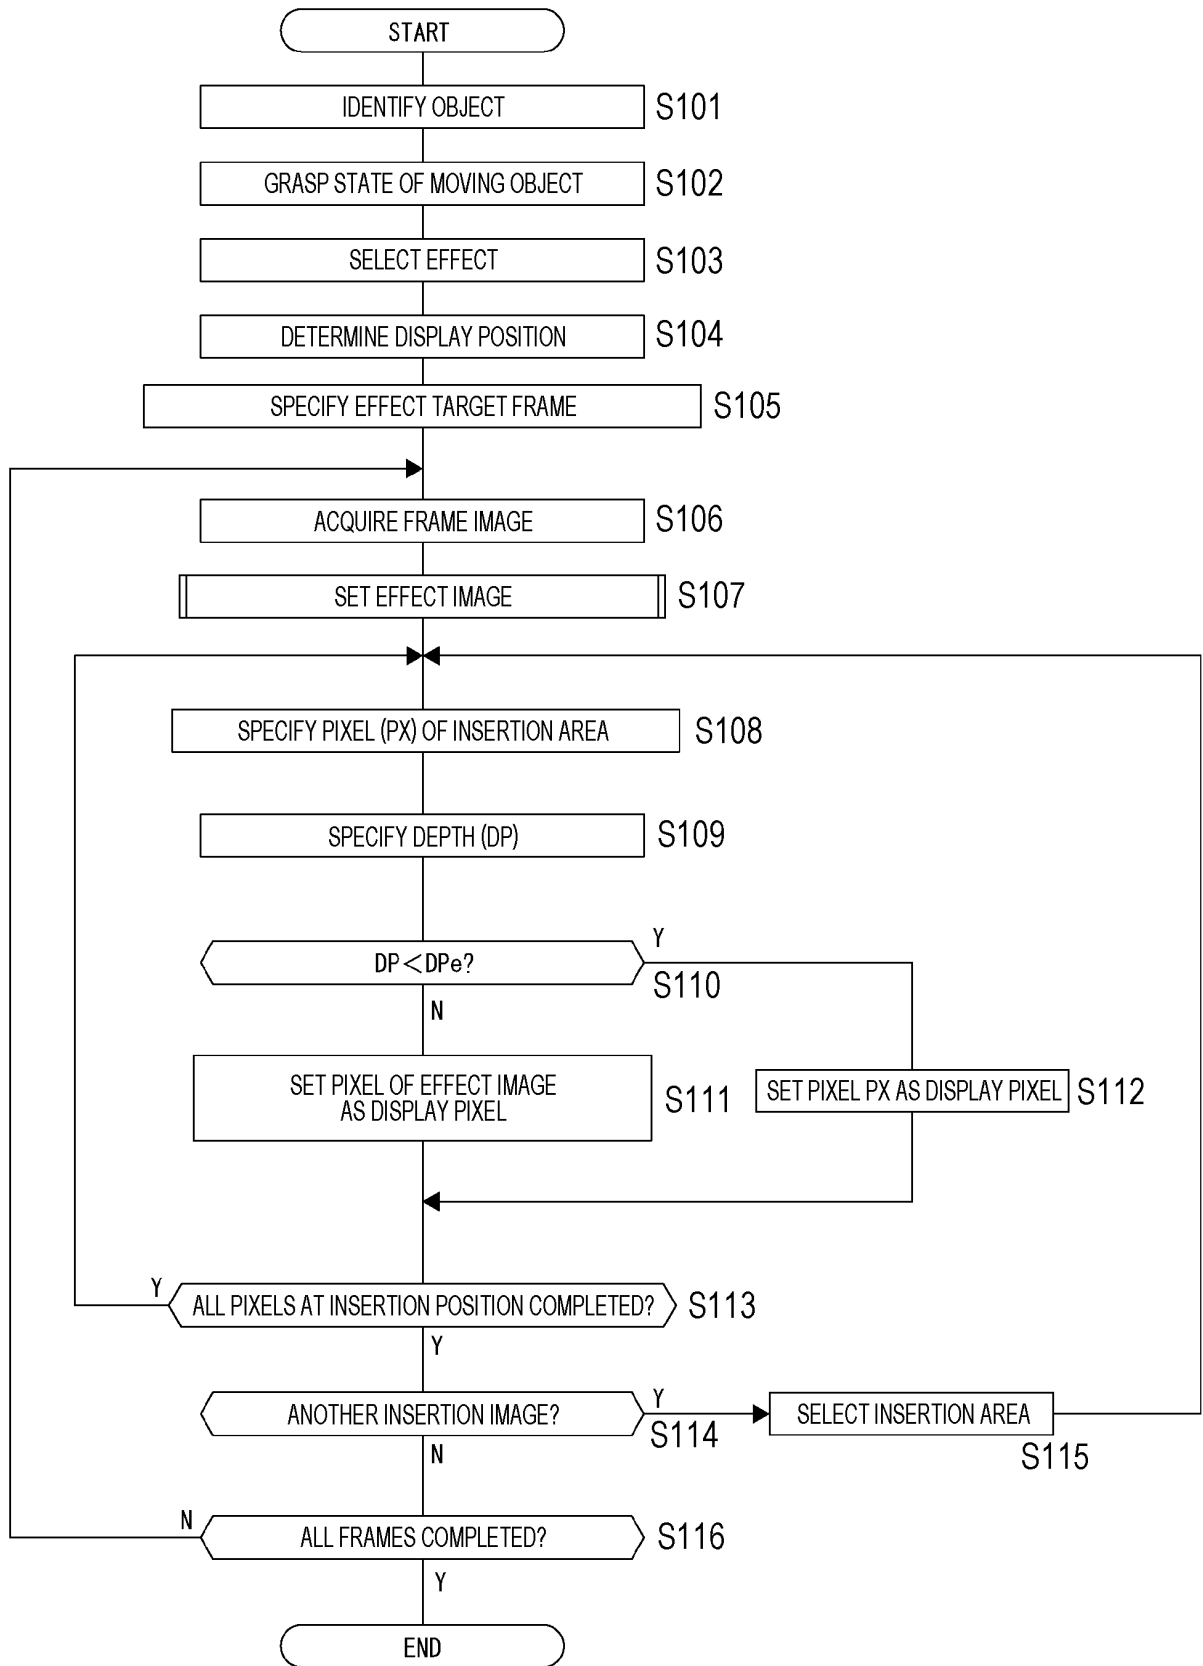 START
IDENTIFY OBJECT S101
GRASP STATE OF MOVING OBJECT S102
SELECT EFFECT S103
DETERMINE DISPLAY POSITION S104
SPECIFY EFFECT TARGET FRAME S105
ACQUIRE FRAME IMAGE S106
SET EFFECT IMAGE S107
SPECIFY PIXEL (PX) OF INSERTION AREA S108
SPECIFY DEPTH (DP) S109
DP<DPe? Y
S110
N
SET PIXEL OF EFFECT IMAGE
AS DISPLAY PIXEL
S111
SET PIXEL PX AS DISPLAY PIXEL S112
Y ALL PIXELS AT INSERTION POSITION COMPLETED? S113
Y
ANOTHER INSERTION IMAGE? Y
S114
SELECT INSERTION AREA
S115
N
N ALL FRAMES COMPLETED? S116
Y
END